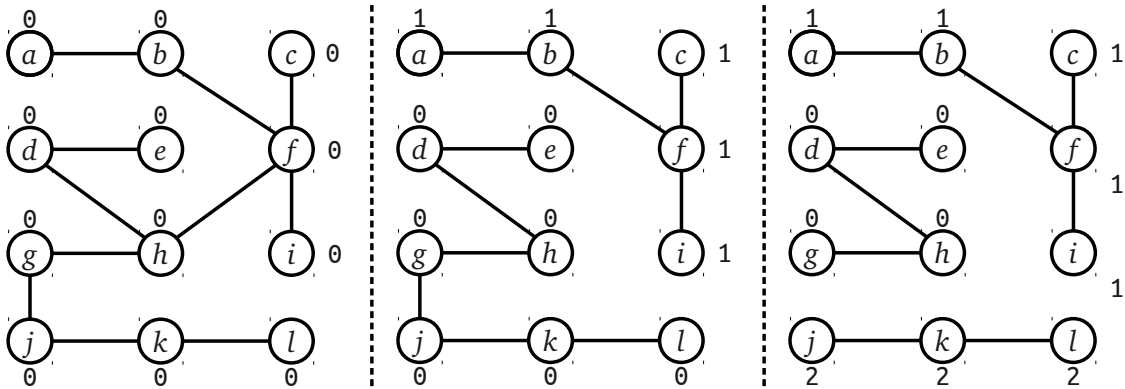 0 0 1 1 1 1
a b c 0 a b c 1 a b c 1
0 0 0 0 0 0
d e f 0 d e f 1 d e f
1
0 0 0 0 0 0
g h i 0 g h i 1 g h i
1
j k l j k l j k l
0 0 0 0 0 0 2 2 2